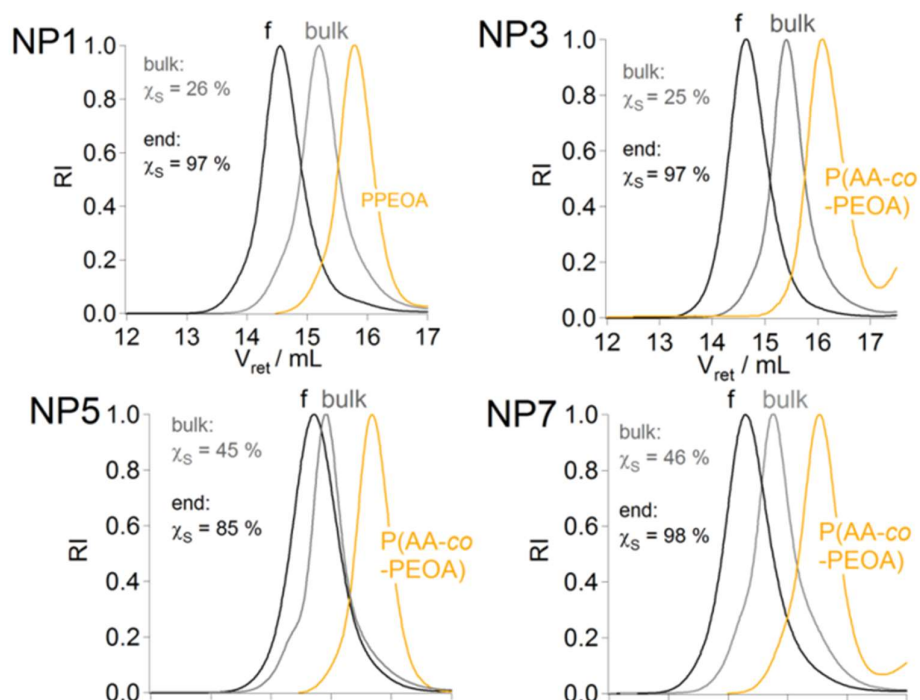 NP1
f bulk
bulk:
χS = 26 %
end:
χS = 97 %
PPEOA
RI
1.0
0.8
0.6
0.4
0.2
0.0
12 13 14 15 16 17
Vret / mL
NP3
f bulk
bulk:
χS = 25 %
end:
χS = 97 %
P(AA-co
-PEOA)
RI
1.0
0.8
0.6
0.4
0.2
0.0
12 13 14 15 16 17
Vret / mL
NP5
f bulk
bulk:
χS = 45 %
end:
χS = 85 %
P(AA-co
-PEOA)
RI
1.0
0.8
0.6
0.4
0.2
0.0
NP7
f bulk
bulk:
χS = 46 %
end:
χS = 98 %
P(AA-co
-PEOA)
RI
1.0
0.8
0.6
0.4
0.2
0.0